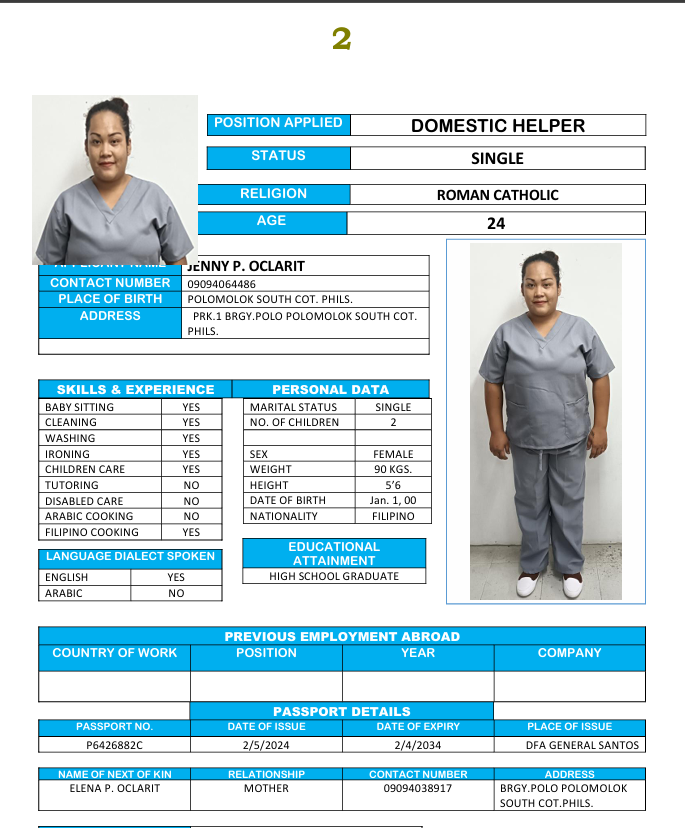 2
POSITION APPLIED DOMESTIC HELPER
STATUS SINGLE
RELIGION ROMAN CATHOLIC
AGE 24
APPLICANT NAME JENNY P. OCLARIT
CONTACT NUMBER 09094064486
PLACE OF BIRTH POLOMOLOK SOUTH COT. PHILS.
ADDRESS PRK.1 BRGY.POLO POLOMOLOK SOUTH COT.
PHILS.
SKILLS & EXPERIENCE PERSONAL DATA
BABY SITTING YES MARITAL STATUS SINGLE
CLEANING YES NO. OF CHILDREN 2
WASHING YES
IRONING YES SEX FEMALE
CHILDREN CARE YES WEIGHT 90 KGS.
TUTORING NO HEIGHT 5’6
DISABLED CARE NO DATE OF BIRTH Jan. 1, 00
ARABIC COOKING NO NATIONALITY FILIPINO
FILIPINO COOKING YES
LANGUAGE DIALECT SPOKEN
ENGLISH YES
ARABIC NO
EDUCATIONAL
ATTAINMENT
HIGH SCHOOL GRADUATE
PREVIOUS EMPLOYMENT ABROAD
COUNTRY OF WORK POSITION YEAR COMPANY
PASSPORT DETAILS
PASSPORT NO. DATE OF ISSUE DATE OF EXPIRY PLACE OF ISSUE
P6426882C 2/5/2024 2/4/2034 DFA GENERAL SANTOS
NAME OF NEXT OF KIN RELATIONSHIP CONTACT NUMBER ADDRESS
ELENA P. OCLARIT MOTHER 09094038917 BRGY.POLO POLOMOLOK
SOUTH COT.PHILS.